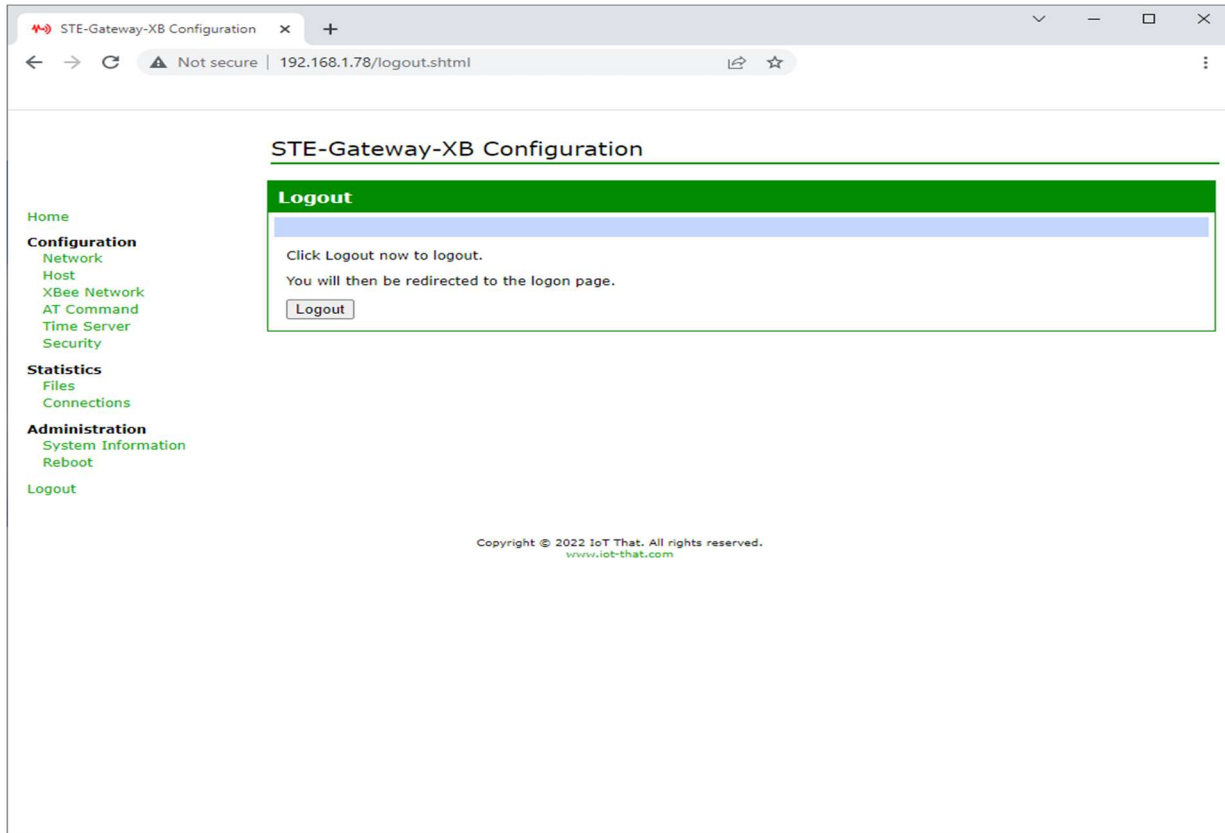 STE-Gateway-XB Configuration
Not secure | 192.168.1.78/logout.shtml
STE-Gateway-XB Configuration
Home
Configuration
Network
Host
XBee Network
AT Command
Time Server
Security
Statistics
Files
Connections
Administration
System Information
Reboot
Logout
Logout
Click Logout now to logout.
You will then be redirected to the logon page.
Logout
Copyright © 2022 IoT That. All rights reserved.
www.iot-that.com